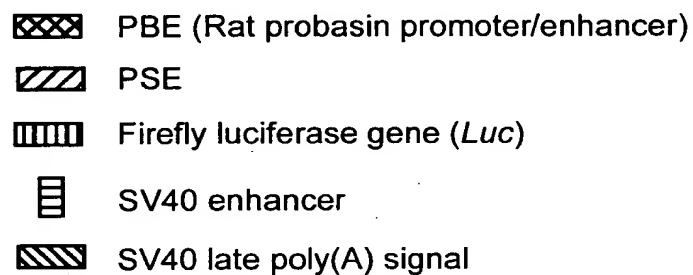 PBE (Rat probasin promoter/enhancer)
PSE
Firefly luciferase gene (Luc)
SV40 enhancer
SV40 late poly(A) signal